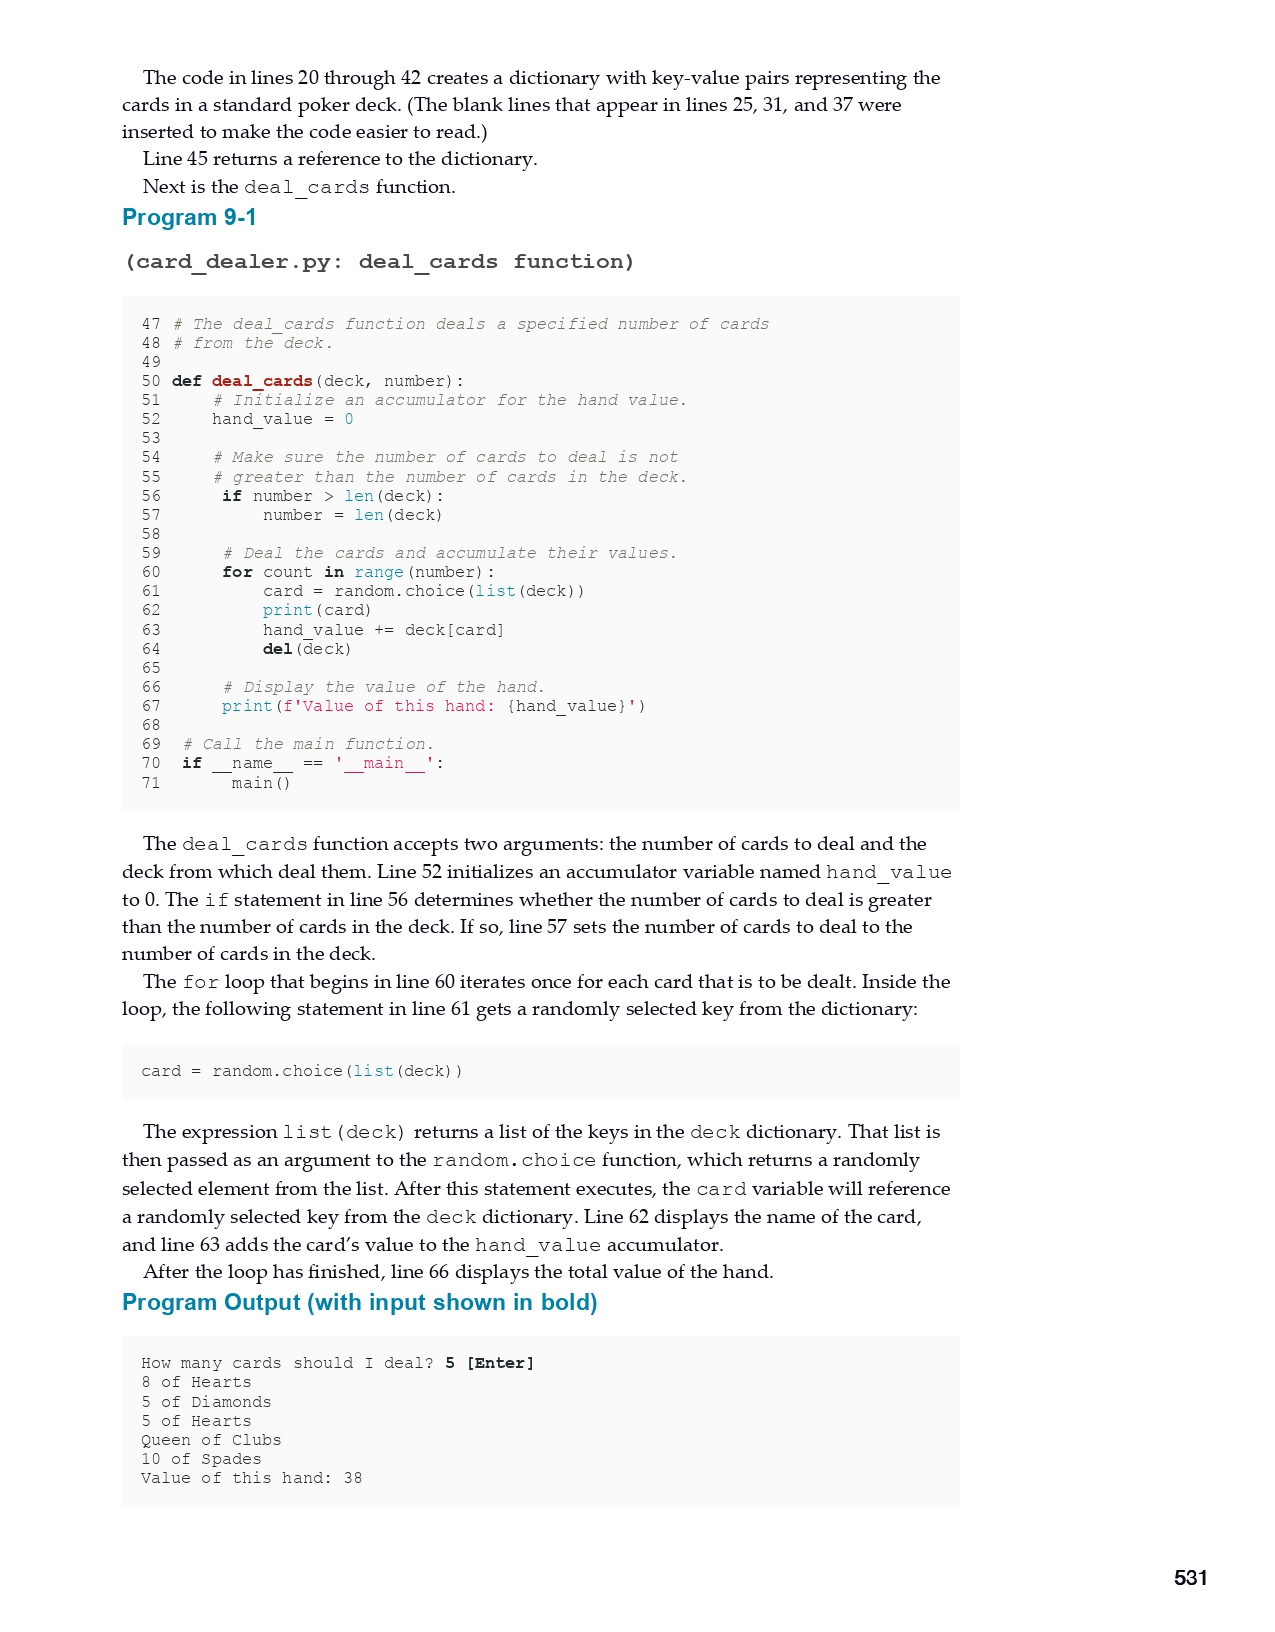 The code in lines 20 through 42 creates a dictionary with key-value pairs representing the
cards in a standard poker deck. (The blank lines that appear in lines 25, 31, and 37 were
inserted to make the code easier to read.)
Line 45 returns a reference to the dictionary.
Next is the deal_cards function.
Program 9-1
(card_dealer.py: deal_cards function)
47 # The deal_cards function deals a specified number of cards
48 # from the deck.
49
50 def deal_cards(deck, number):
51     # Initialize an accumulator for the hand value.
52     hand_value = 0
53
54     # Make sure the number of cards to deal is not
55     # greater than the number of cards in the deck.
56      if number > len(deck):
57          number = len(deck)
58
59      # Deal the cards and accumulate their values.
60      for count in range(number):
61          card = random.choice(list(deck))
62          print(card)
63          hand_value += deck[card]
64          del(deck)
65
66      # Display the value of the hand.
67      print(f'Value of this hand: {hand_value}')
68
69  # Call the main function.
70  if __name__ == '__main__':
71       main()
The deal_cards function accepts two arguments: the number of cards to deal and the
deck from which deal them. Line 52 initializes an accumulator variable named hand_value
to 0. The if statement in line 56 determines whether the number of cards to deal is greater
than the number of cards in the deck. If so, line 57 sets the number of cards to deal to the
number of cards in the deck.
The for loop that begins in line 60 iterates once for each card that is to be dealt. Inside the
loop, the following statement in line 61 gets a randomly selected key from the dictionary:
card = random.choice(list(deck))
The expression list(deck) returns a list of the keys in the deck dictionary. That list is
then passed as an argument to the random.choice function, which returns a randomly
selected element from the list. After this statement executes, the card variable will reference
a randomly selected key from the deck dictionary. Line 62 displays the name of the card,
and line 63 adds the card’s value to the hand_value accumulator.
After the loop has finished, line 66 displays the total value of the hand.
Program Output (with input shown in bold)
How many cards should I deal? 5 [Enter]
8 of Hearts
5 of Diamonds
5 of Hearts
Queen of Clubs
10 of Spades
Value of this hand: 38
531